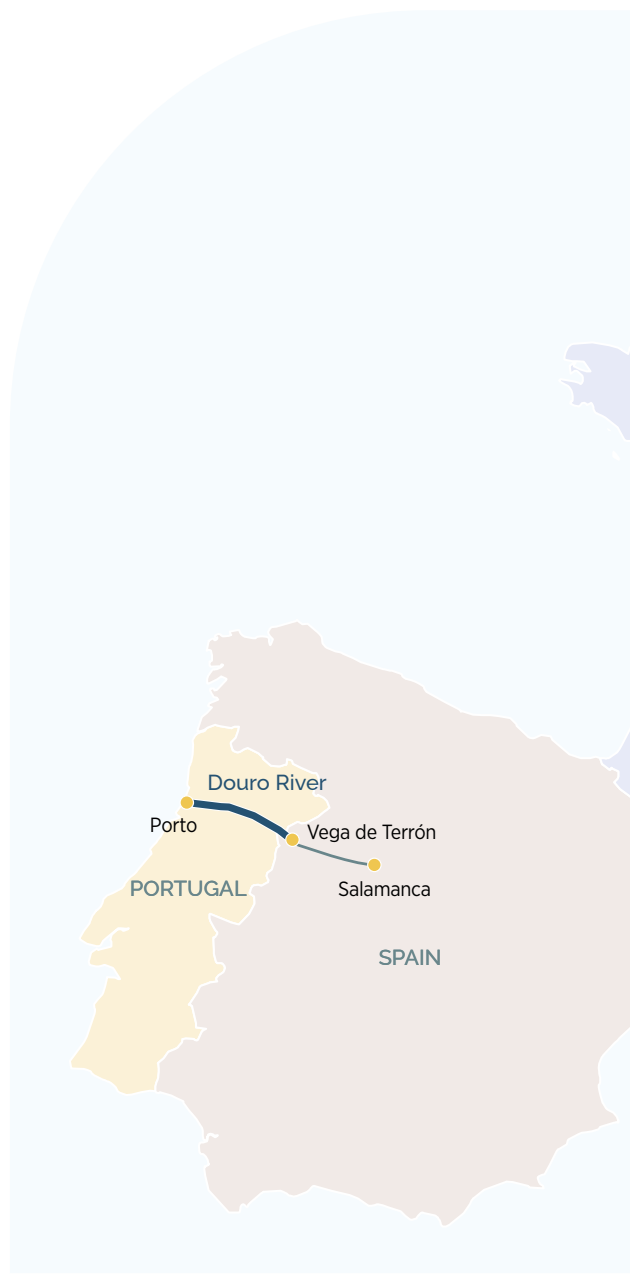 Douro River
Porto
Vega de Terrón
PORTUGAL
Salamanca
SPAIN